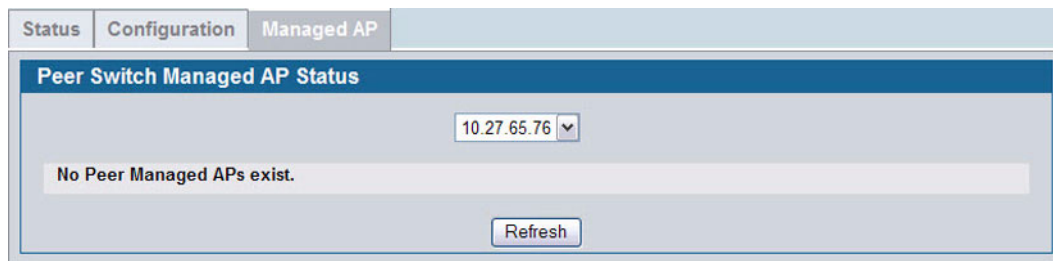 Status Configuration Managed AP
Peer Switch Managed AP Status
10.27.65.76
No Peer Managed APs exist.
Refresh